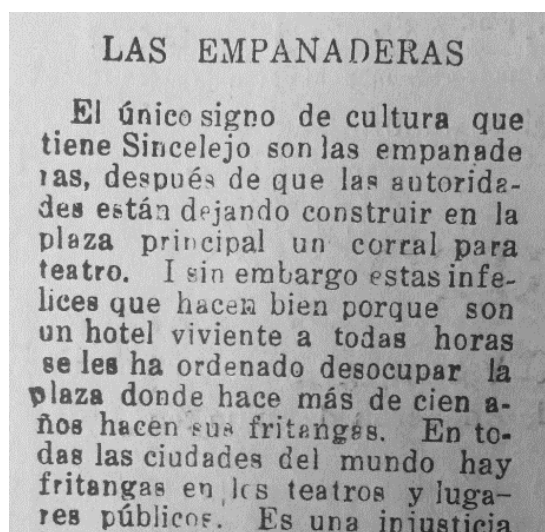 LAS EMPANADERAS
El único signo de cultura que
tiene Sincelejo son las empanade
ras, después de que las autorida-
des están dejando construir en la
plaza principal un corral para
teatro. I sin embargo estas infe-
lices que hacen bien porque son
un hotel viviente a todas horas
se les ha ordenado desocupar la
plaza donde hace más de cien a-
ños hacen sus fritangas. En to-
das las ciudades del mundo hay
fritangas en los teatros y luga-
res públicos. Es una injusticia